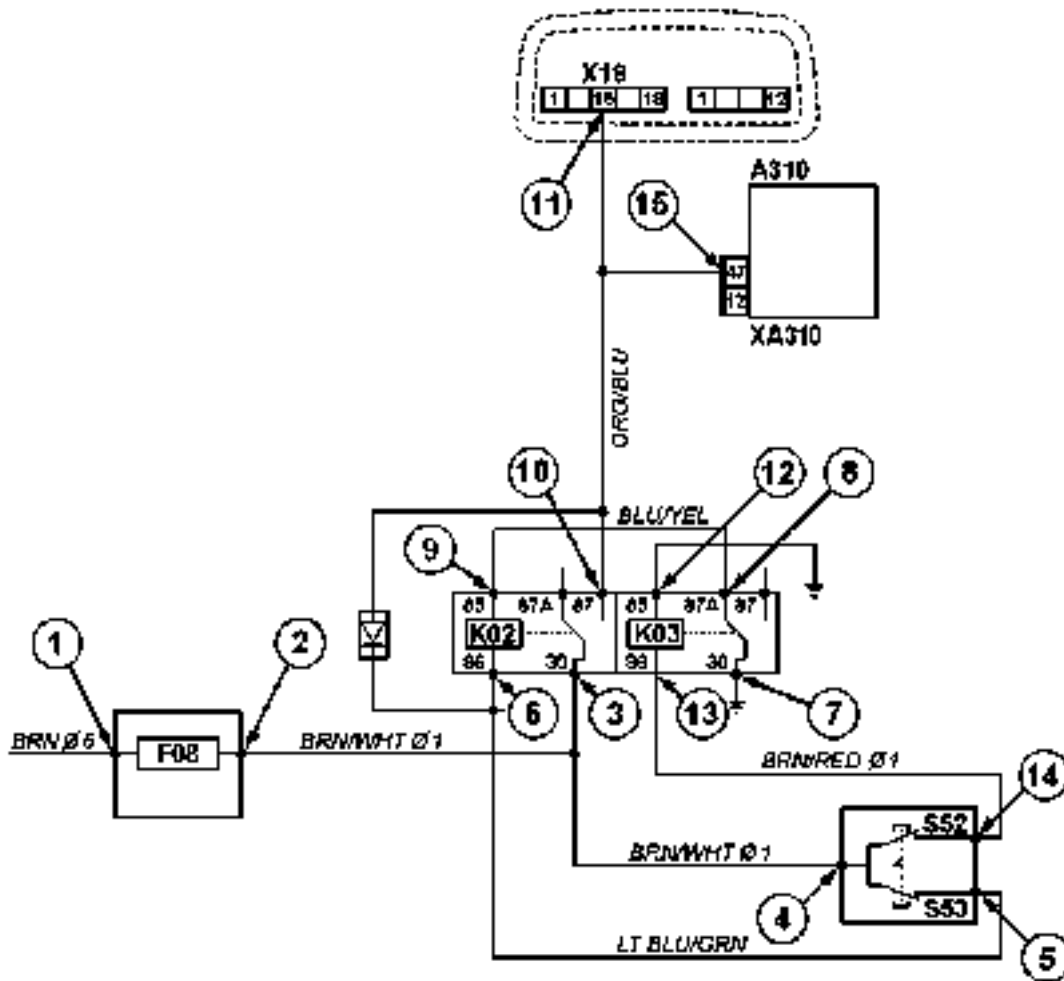 X18
1 16 18 1 12
11
A310
15
47
12
XA310
ORG/BLU
10 12 8
BLU/YEL
9
85 87A 87 85 87A 87
K02 K03
86 30 30
1 2
6 3 13 7
BRN Ø6 F08 BRN/WHT Ø1
BRN/RED Ø1
14
S52
BRN/WHT Ø1
4
S53
LT BLU/GRN
5